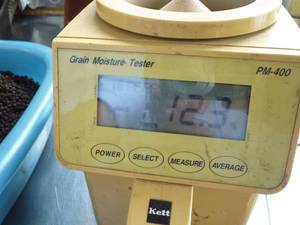 Grain Moisture Tester
PM-400
12.3
POWER SELECT MEASURE AVERAGE
Kett